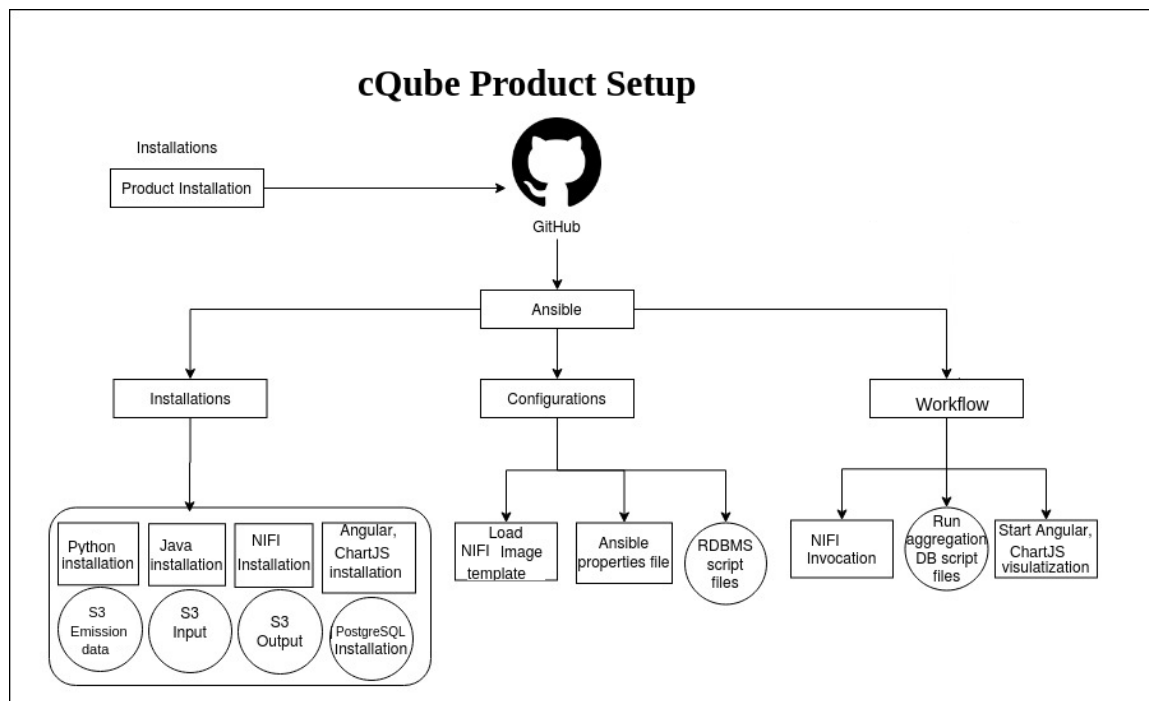 cQube Product Setup
Installations
Product Installation
GitHub
Ansible
Installations
Configurations
Workflow
Python
installation
Java
installation
NIFI
Installation
Angular,
ChartJS
installation
S3
Emission
data
S3
Input
S3
Output
PostgreSQL
Installation
Load
NIFI Image
template
Ansible
properties file
RDBMS
script
files
NIFI
Invocation
Run
aggregation
DB script
files
Start Angular,
ChartJS
visulatization